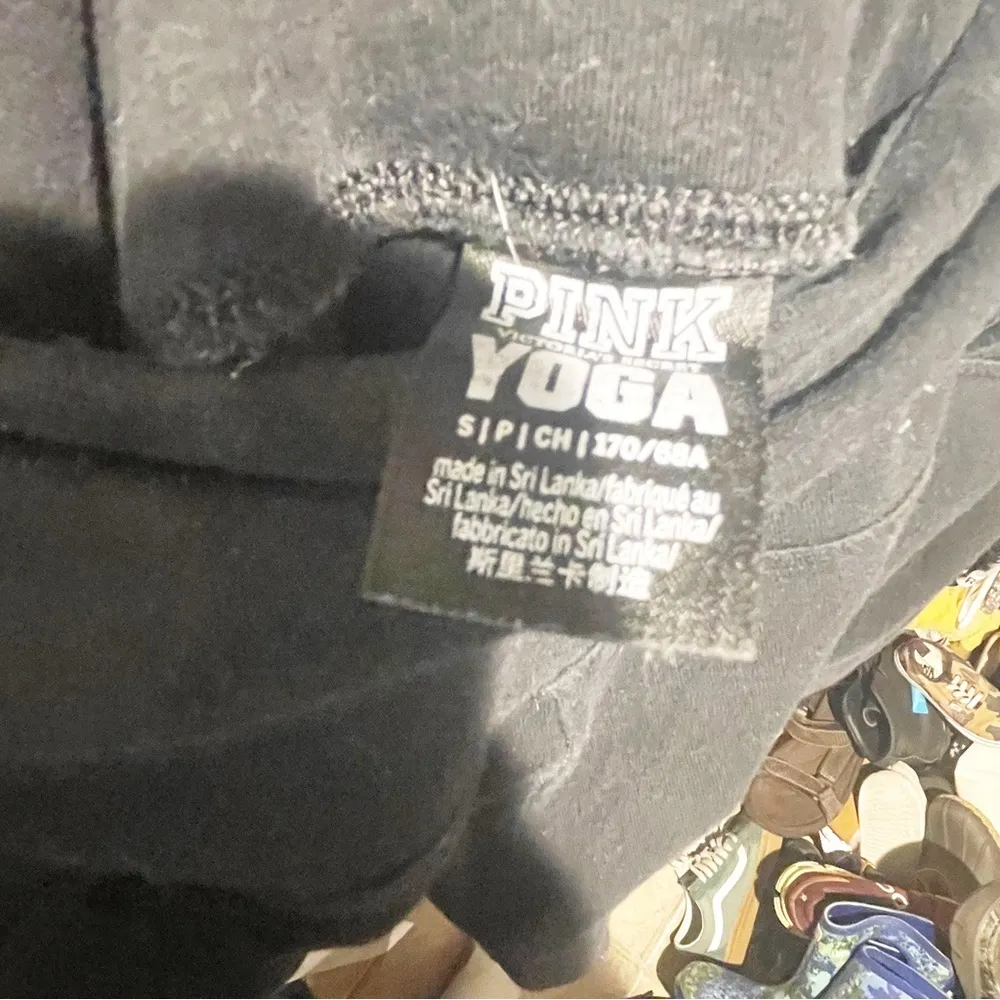 PINK
VICTORIA'S SECRET
YOGA
S | P | CH | 170/68A
made in Sri Lanka/fabriqué au
Sri Lanka/hecho en Sri Lanka/
fabbricato in Sri Lanka/
斯里兰卡制造